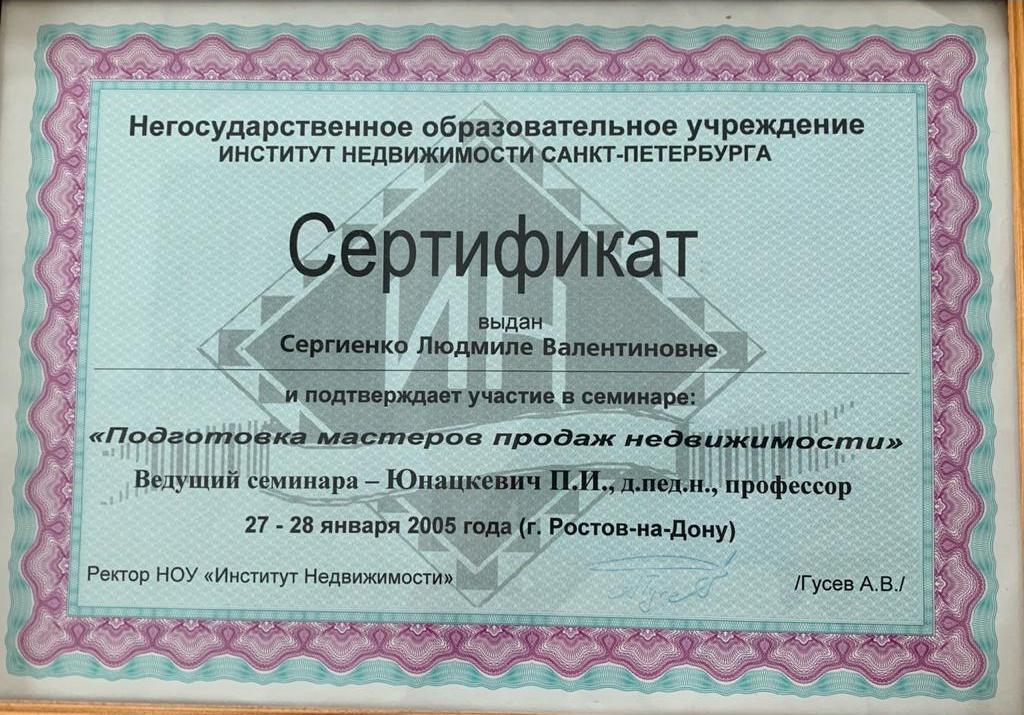 Негосударственное образовательное учреждение
ИНСТИТУТ НЕДВИЖИМОСТИ САНКТ-ПЕТЕРБУРГА
Сертификат
ИН
выдан
Сергиенко Людмиле Валентиновне
и подтверждает участие в семинаре:
«Подготовка мастеров продаж недвижимости»
Ведущий семинара – Юнацкевич П.И., д.пед.н., профессор
27 - 28 января 2005 года (г. Ростов-на-Дону)
Ректор НОУ «Институт Недвижимости» /Гусев А.В./